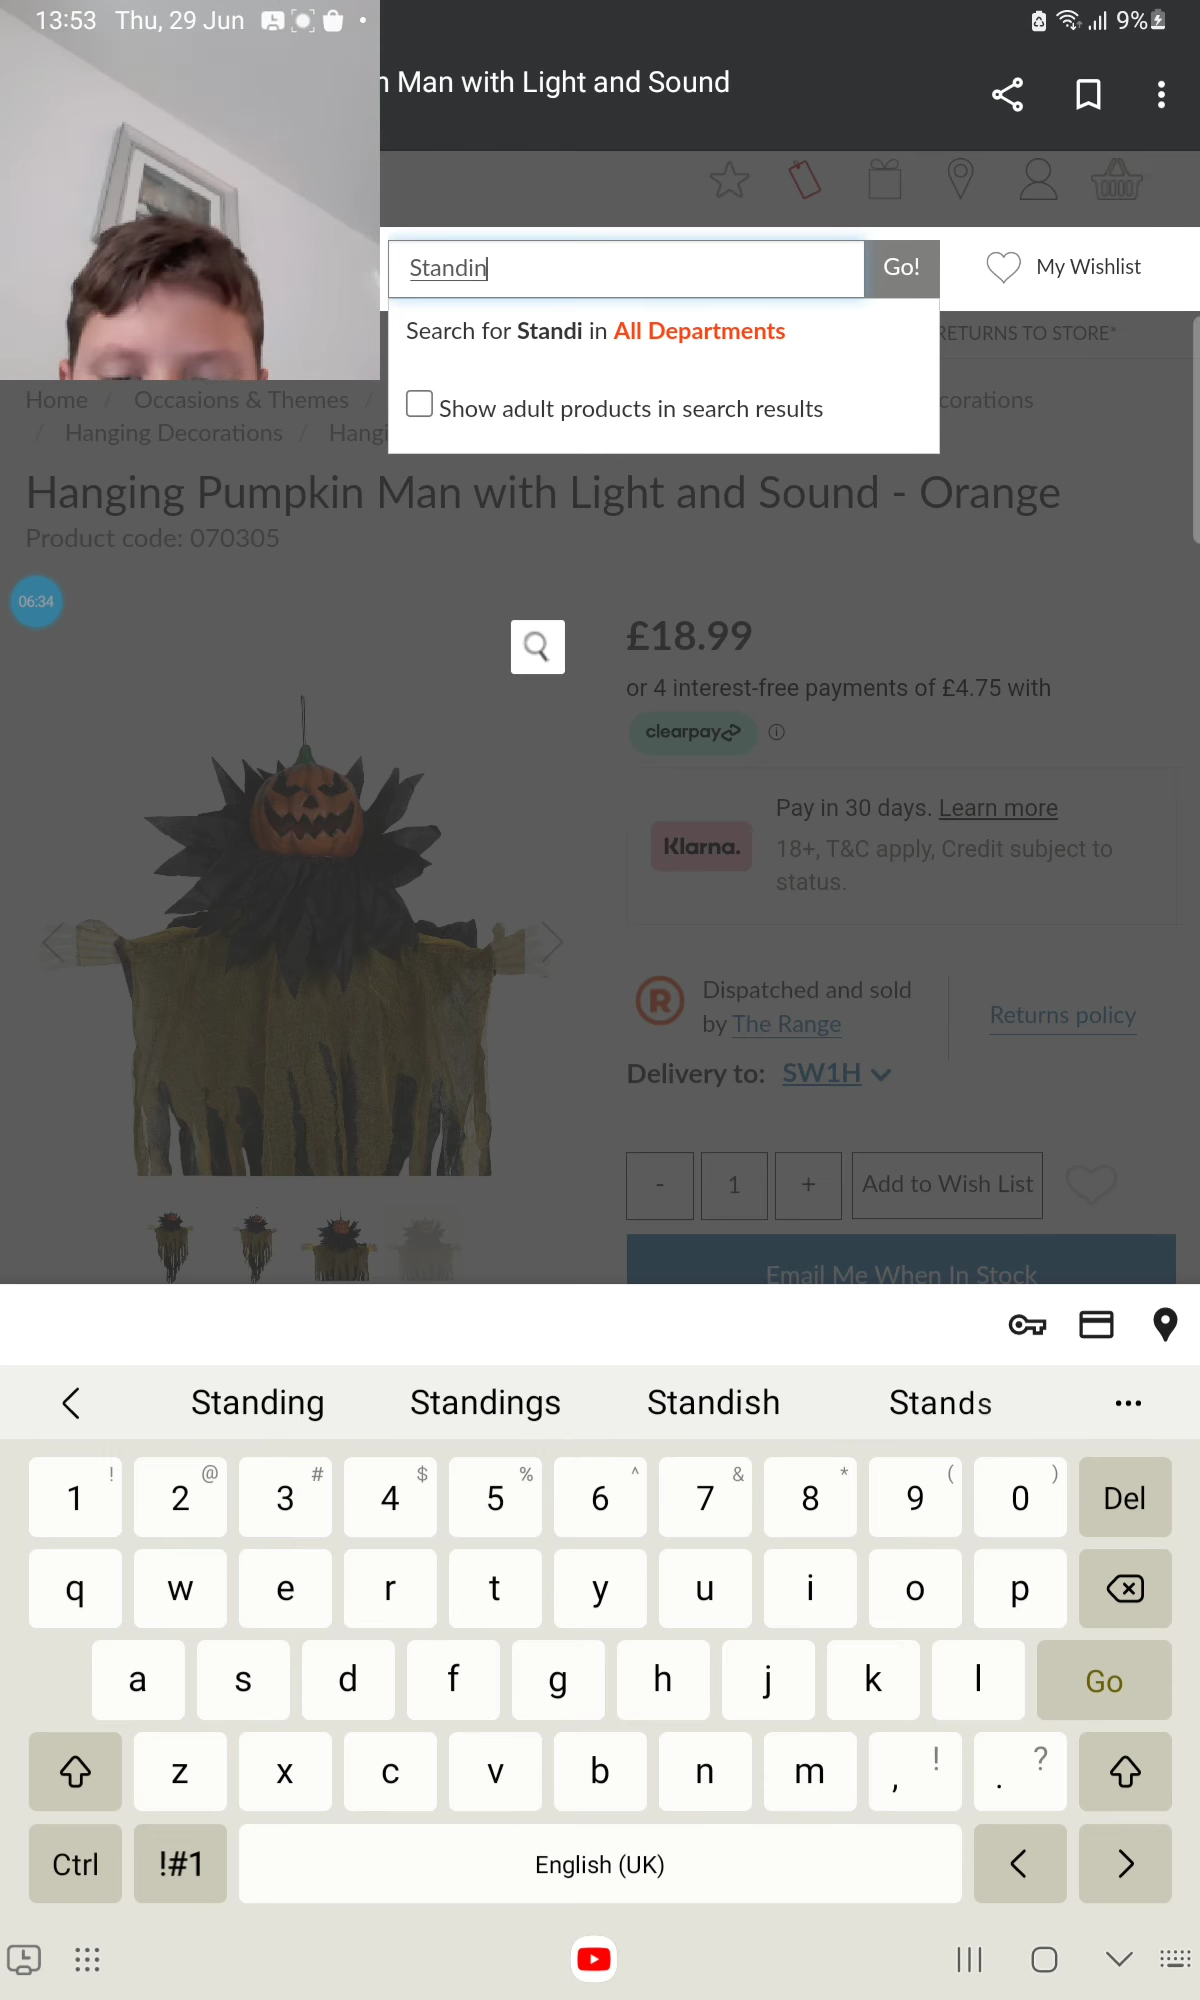 13:53 Thu, 29 Jun
9%
n Man with Light and Sound
Standin
Go!
My Wishlist
Search for Standi in All Departments
RETURNS TO STORE*
Show adult products in search results
Home / Occasions & Themes / corations
/ Hanging Decorations / Hangi
Hanging Pumpkin Man with Light and Sound - Orange
Product code: 070305
06:34
£18.99
or 4 interest-free payments of £4.75 with
clearpay
Klarna.
Pay in 30 days. Learn more
18+, T&C apply, Credit subject to
status.
R
Dispatched and sold
by The Range
Returns policy
Delivery to: SW1H
- 1 + Add to Wish List
Email Me When In Stock
Standing Standings Standish Stands ...
! @ # $ % ^ & * ( )
1 2 3 4 5 6 7 8 9 0 Del
q w e r t y u i o p
a s d f g h j k l Go
z x c v b n m , ! . ?
Ctrl !#1 English (UK) < >